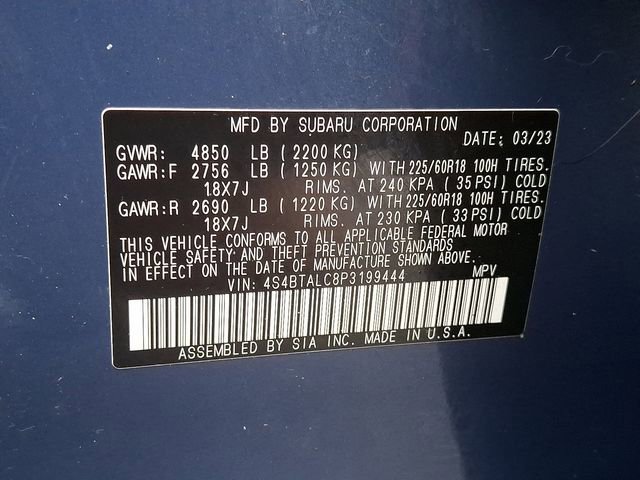 MFD BY SUBARU CORPORATION
DATE: 03/23
GVWR: 4850 LB (2200 KG)
GAWR:F 2756 LB (1250 KG) WITH 225/60R18 100H TIRES.
18X7J RIMS. AT 240 KPA (35 PSI) COLD
GAWR:R 2690 LB (1220 KG) WITH 225/60R18 100H TIRES.
18X7J RIMS. AT 230 KPA (33 PSI) COLD
THIS VEHICLE CONFORMS TO ALL APPLICABLE FEDERAL MOTOR
VEHICLE SAFETY AND THEFT PREVENTION STANDARDS
IN EFFECT ON THE DATE OF MANUFACTURE SHOWN ABOVE.
VIN: 4S4BTALC8P3199444 MPV
ASSEMBLED BY SIA INC. MADE IN U.S.A.